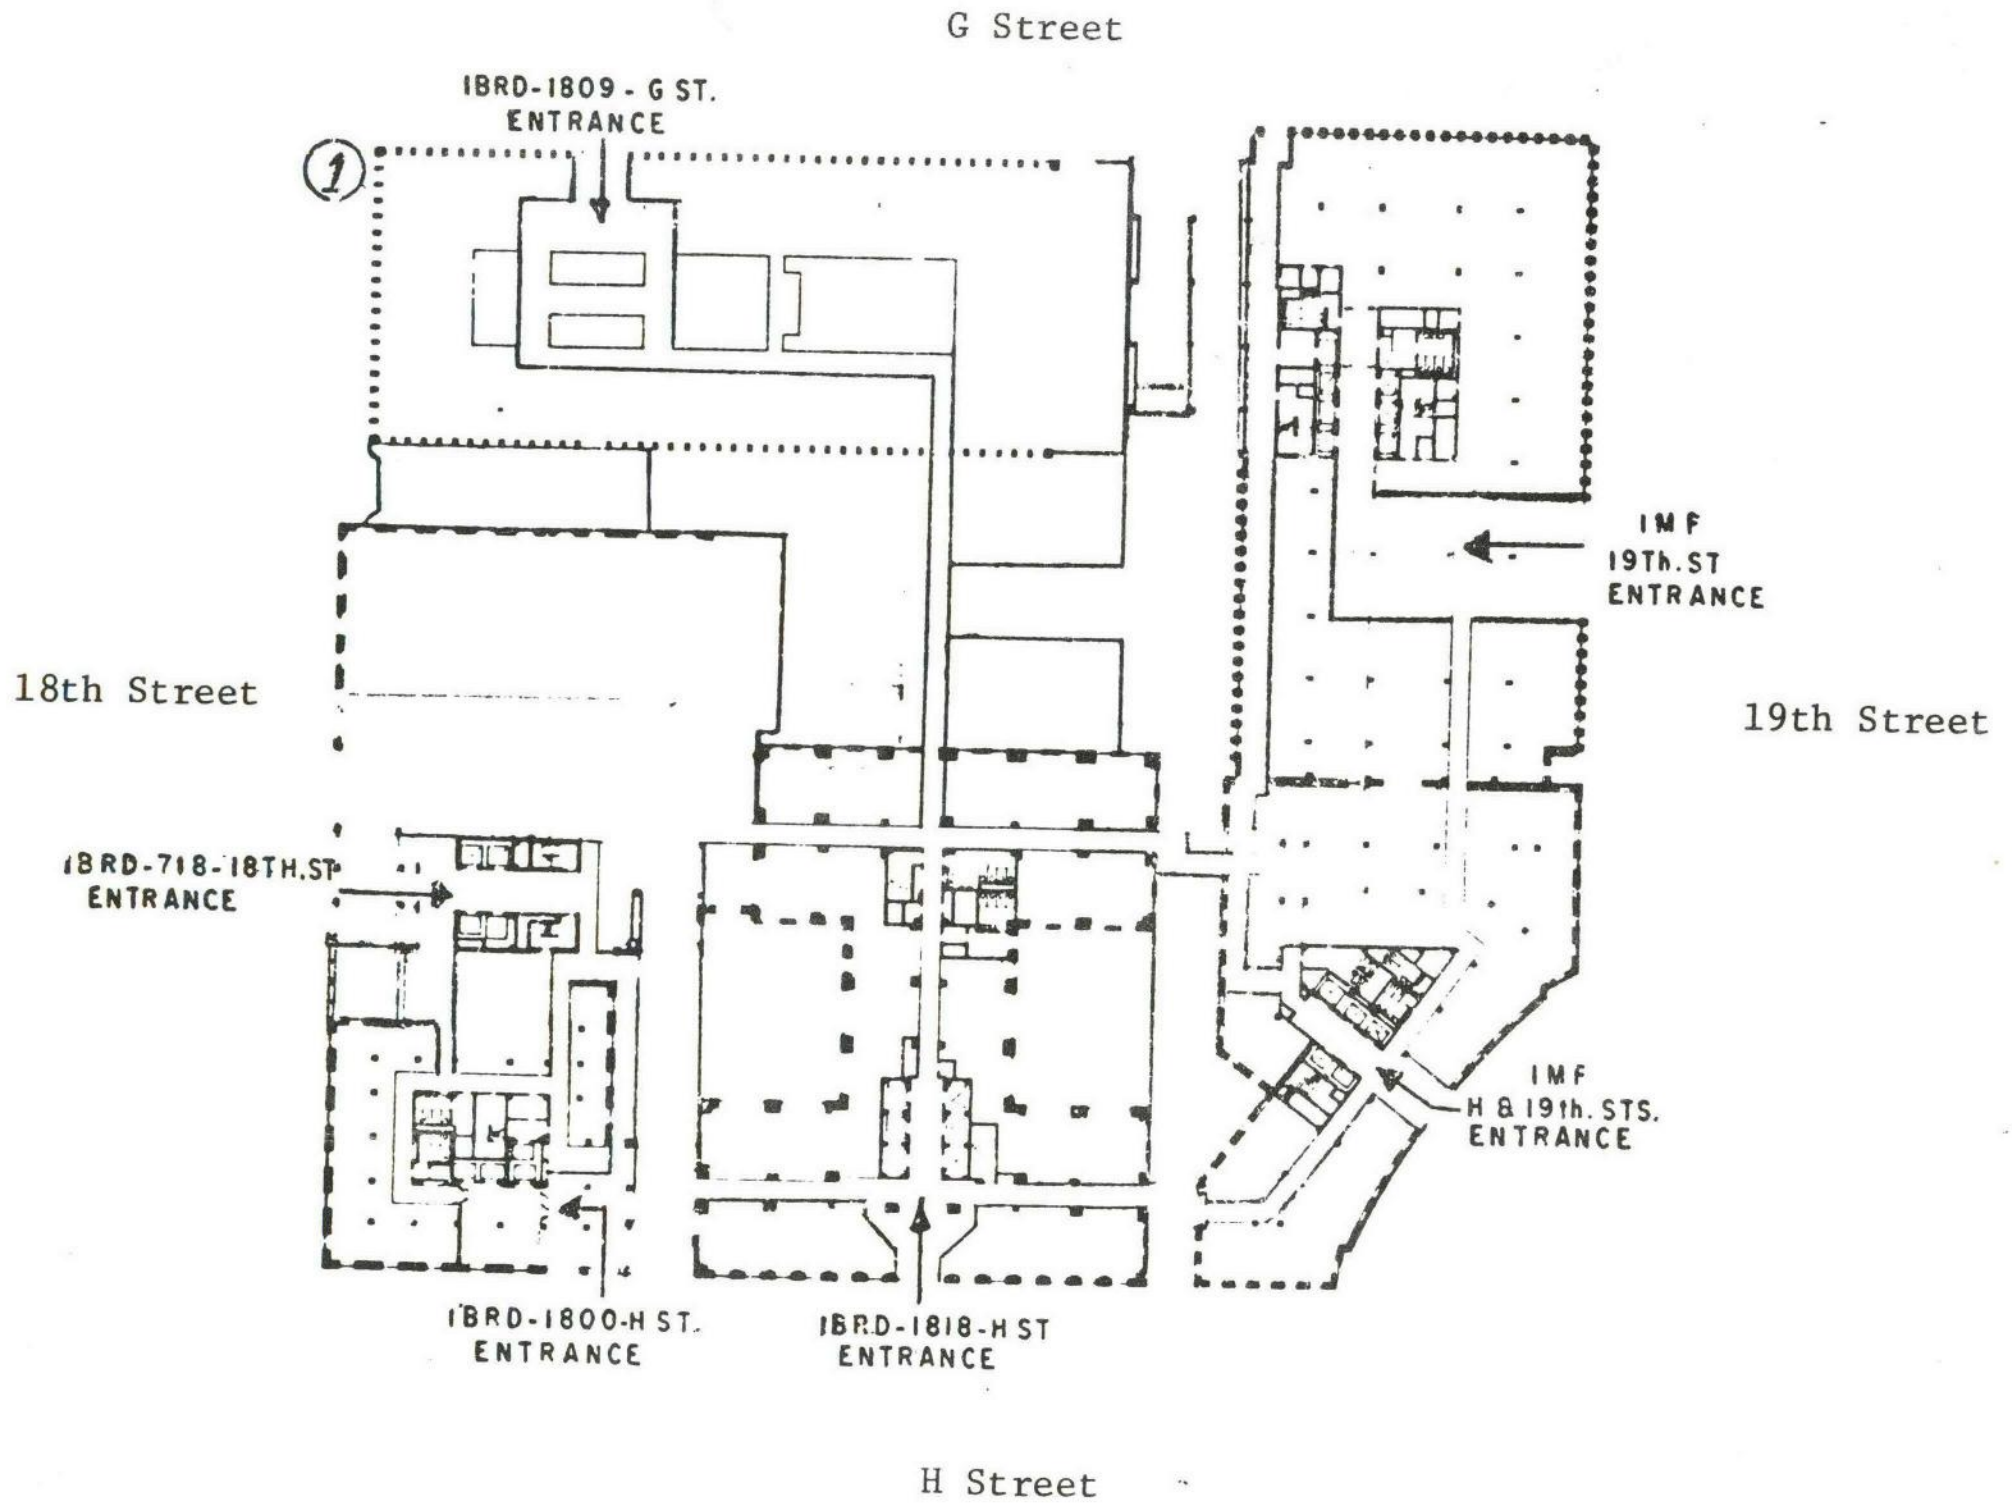 G Street
IBRD-1809 - G ST.
ENTRANCE
1
IMF
19Th.ST
ENTRANCE
18th Street
19th Street
IBRD-718-18TH.ST
ENTRANCE
IMF
H & 19th. STS.
ENTRANCE
IBRD-1800-H ST.
ENTRANCE
IBRD-1818-H ST
ENTRANCE
H Street